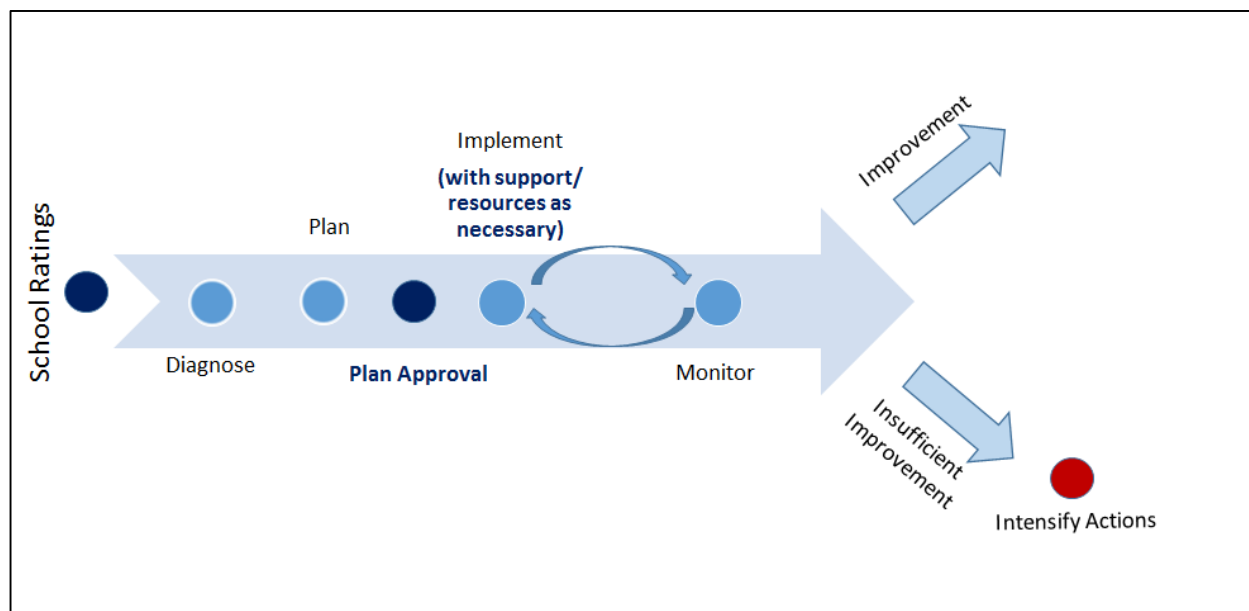 School Ratings
Diagnose
Plan
Plan Approval
Implement
(with support/
resources as
necessary)
Monitor
Improvement
Insufficient
Improvement
Intensify Actions